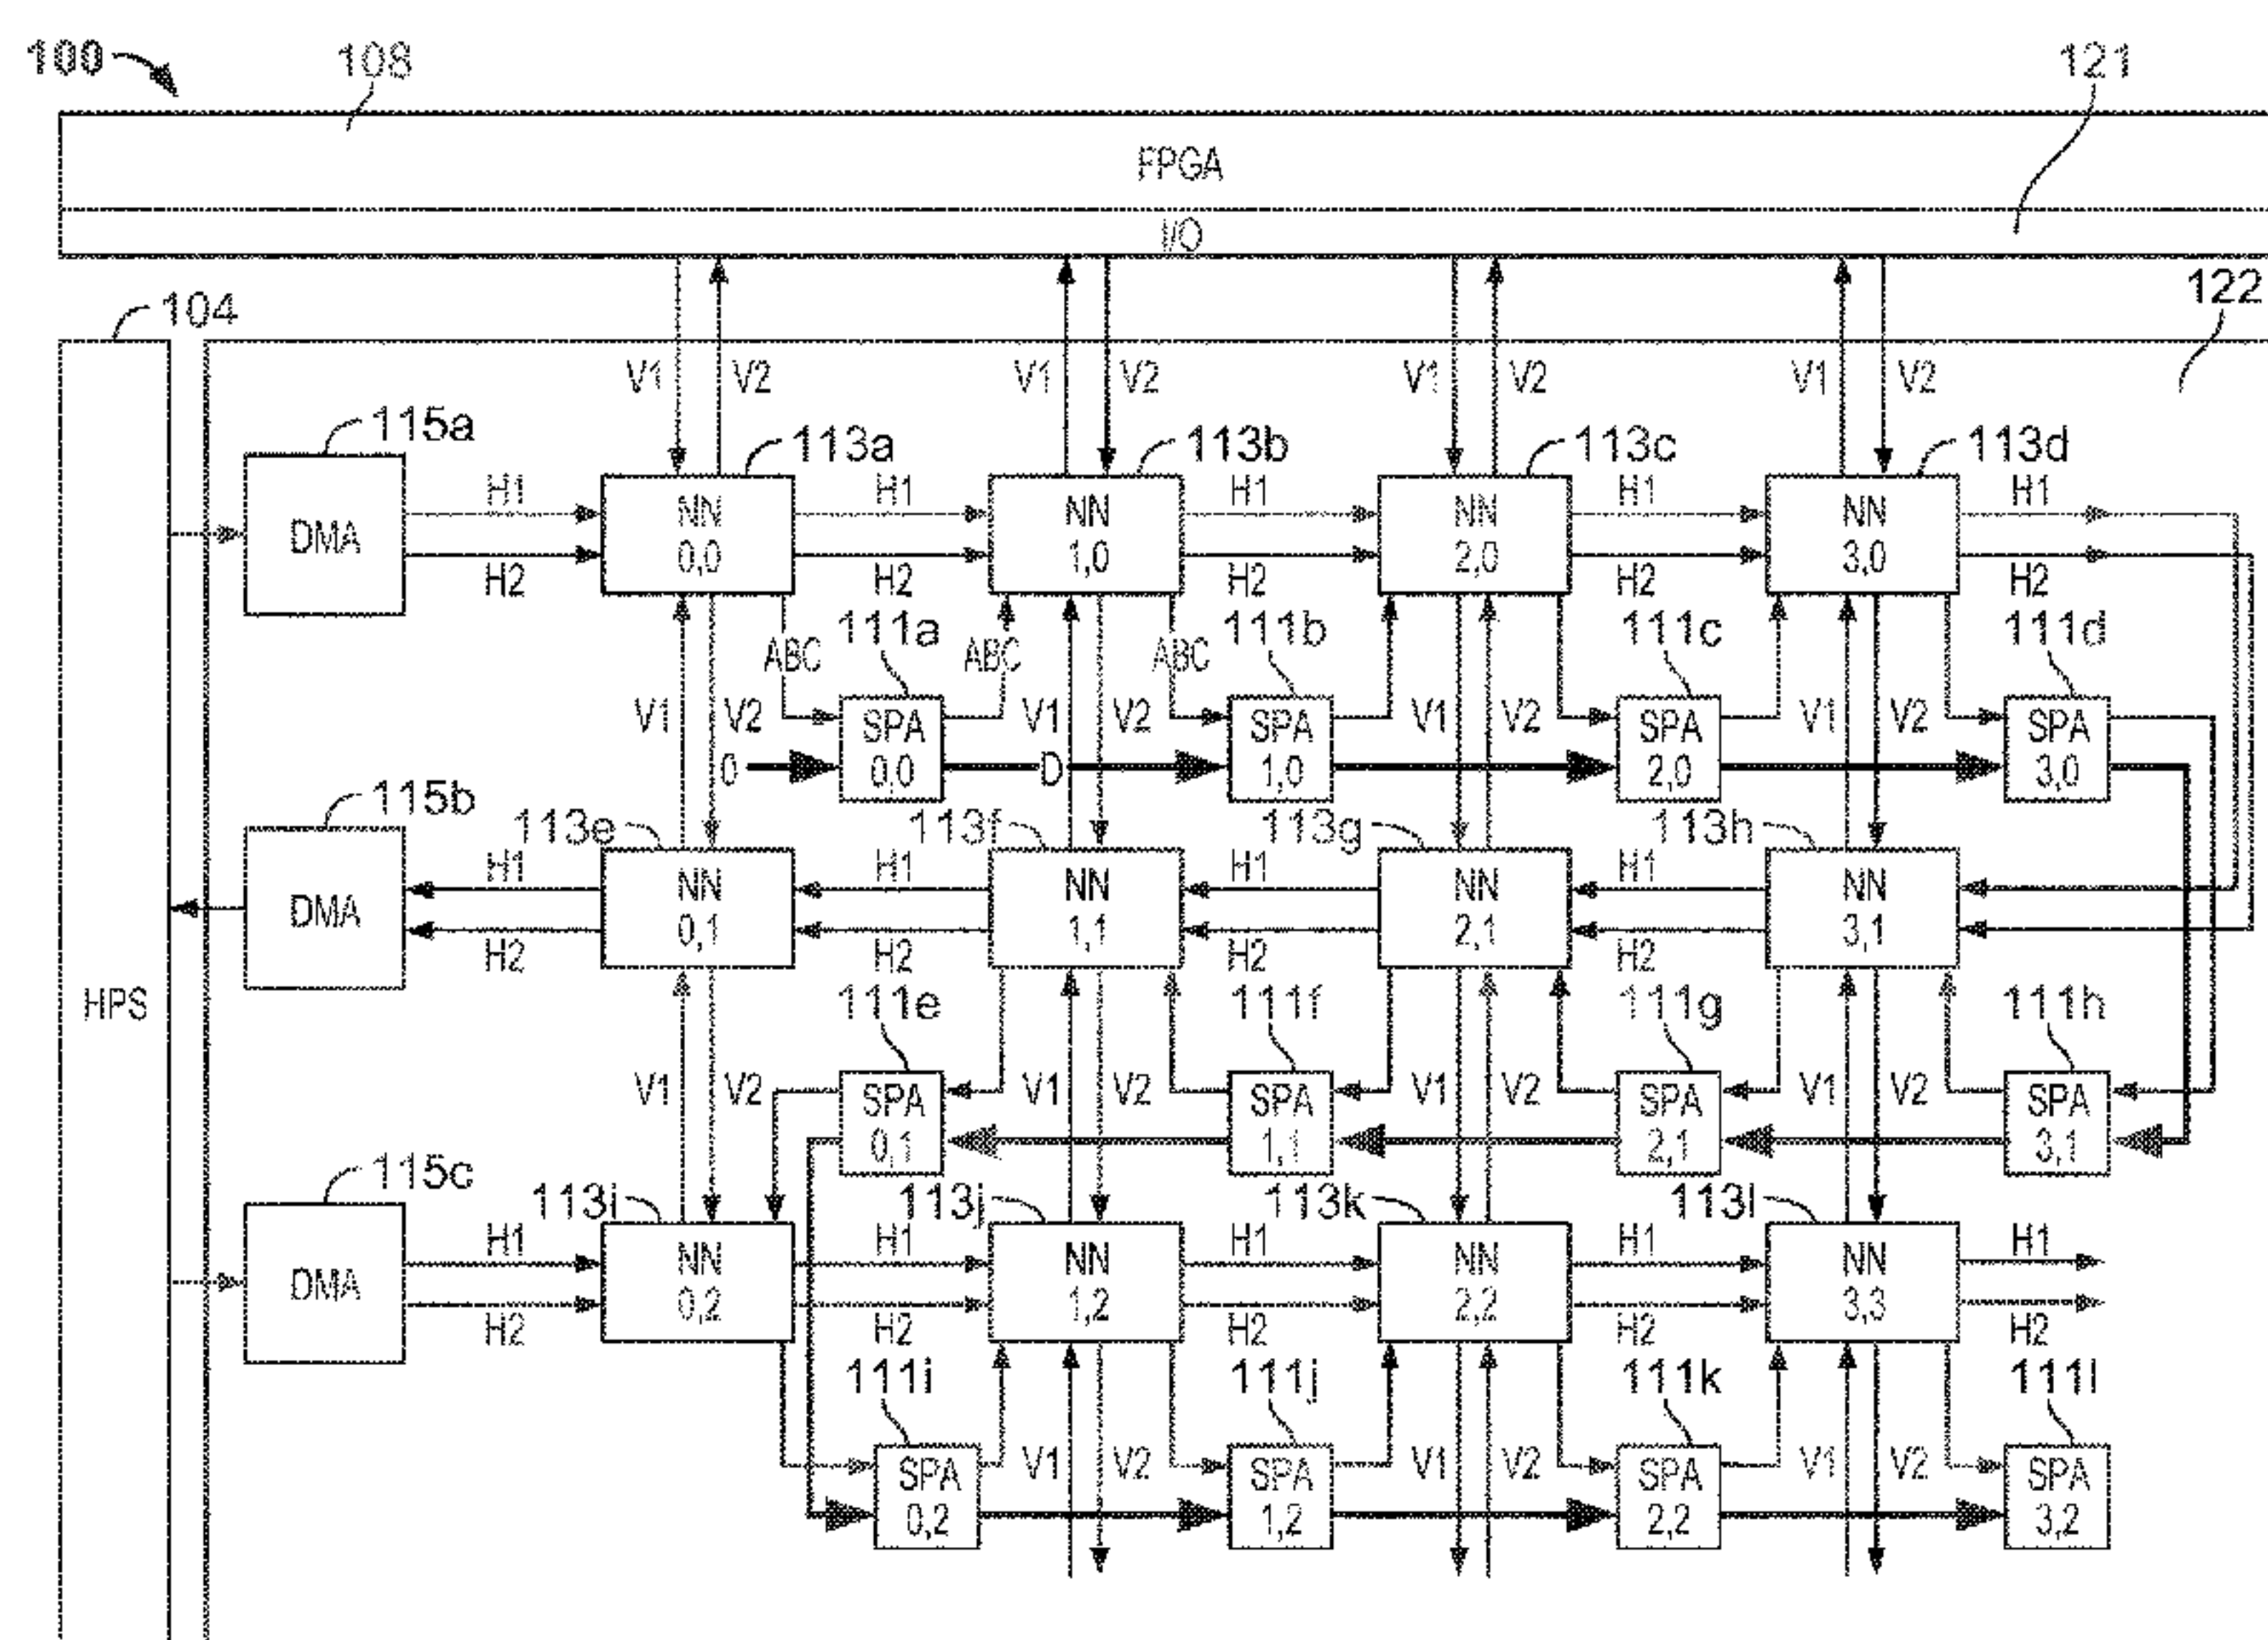 100 108 121
FPGA
I/O
104 122
V1 V2 V1 V2 V1 V2 V1 V2
115a 113a 113b 113c 113d
H1 H1 H1 H1 H1
DMA NN NN NN NN
0,0 1,0 2,0 3,0
H2 H2 H2 H2 H2
111a 111b 111c 111d
ABC ABC ABC
V1 V2 SPA V1 V2 SPA V1 V2 SPA V1 V2 SPA
0 0,0 D 1,0 2,0 3,0
115b 113e 113f 113g 113h
H1 H1 H1 H1
DMA NN NN NN NN
0,1 1,1 2,1 3,1
H2 H2 H2 H2
HPS 111e 111f 111g 111h
V1 V2 SPA V1 V2 SPA V1 V2 SPA V1 V2 SPA
0,1 1,1 2,1 3,1
115c 113i 113j 113k 113l
H1 H1 H1 H1 H1
DMA NN NN NN NN
0,2 1,2 2,2 3,3
H2 H2 H2 H2 H2
111i 111j 111k 111l
SPA V1 V2 SPA V1 V2 SPA V1 V2 SPA
0,2 1,2 2,2 3,2